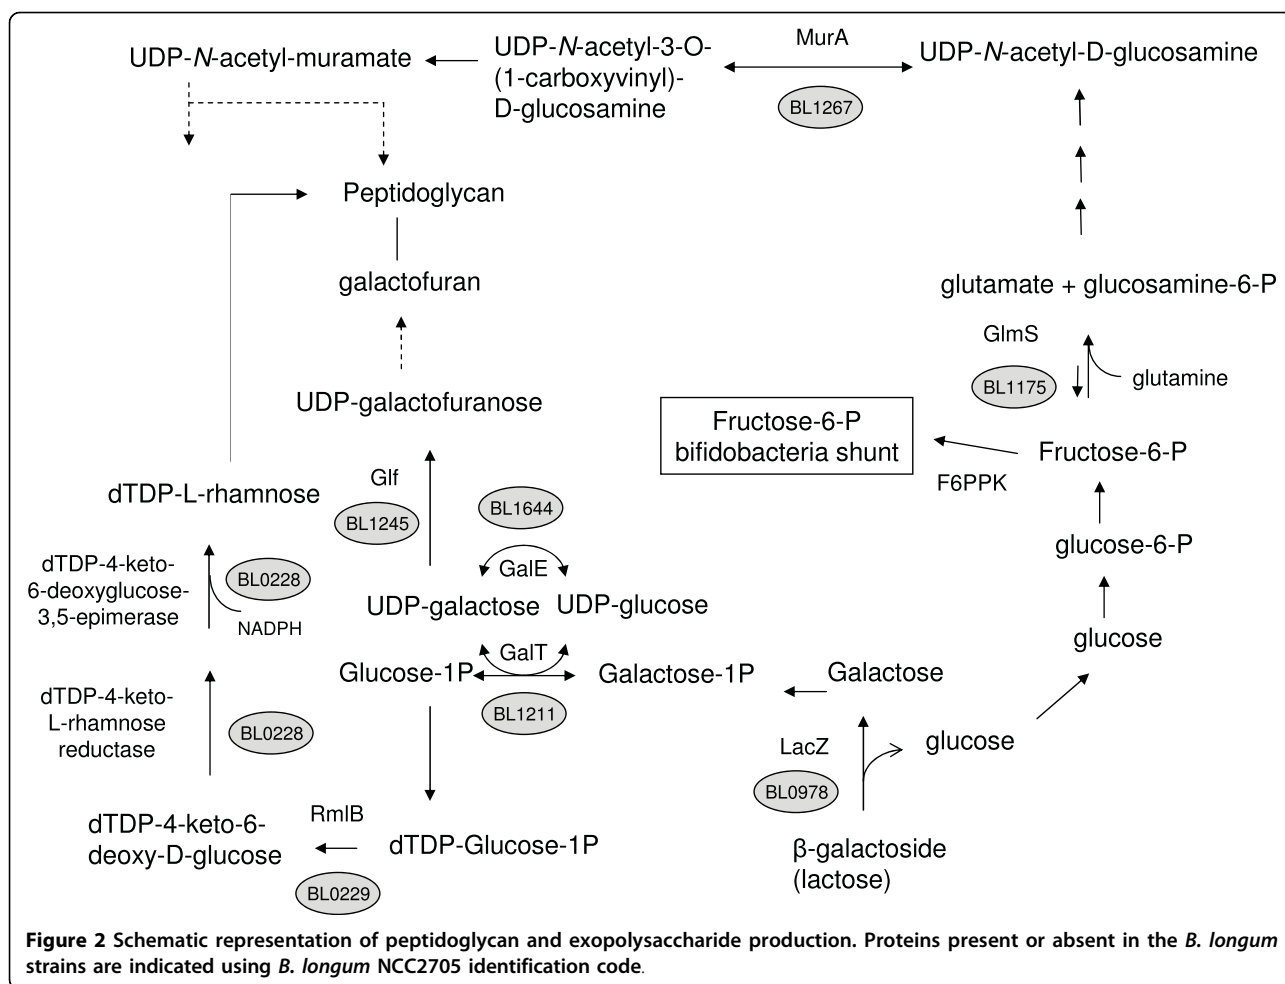 UDP-N-acetyl-muramate
UDP-N-acetyl-3-O-
(1-carboxyvinyl)-
D-glucosamine
MurA
BL1267
UDP-N-acetyl-D-glucosamine
Peptidoglycan
galactofuran
glutamate + glucosamine-6-P
GlmS
BL1175
glutamine
UDP-galactofuranose
Fructose-6-P
bifidobacteria shunt
Fructose-6-P
F6PPK
Glf
BL1245
BL1644
dTDP-L-rhamnose
glucose-6-P
dTDP-4-keto-
6-deoxyglucose-
3,5-epimerase
BL0228
NADPH
GalE
UDP-galactose
UDP-glucose
glucose
GalT
Glucose-1P
Galactose-1P
Galactose
BL1211
dTDP-4-keto-
L-rhamnose
reductase
BL0228
LacZ
glucose
BL0978
RmlB
dTDP-4-keto-6-
deoxy-D-glucose
dTDP-Glucose-1P
BL0229
β-galactoside
(lactose)
Figure 2 Schematic representation of peptidoglycan and exopolysaccharide production. Proteins present or absent in the B. longum
strains are indicated using B. longum NCC2705 identification code.